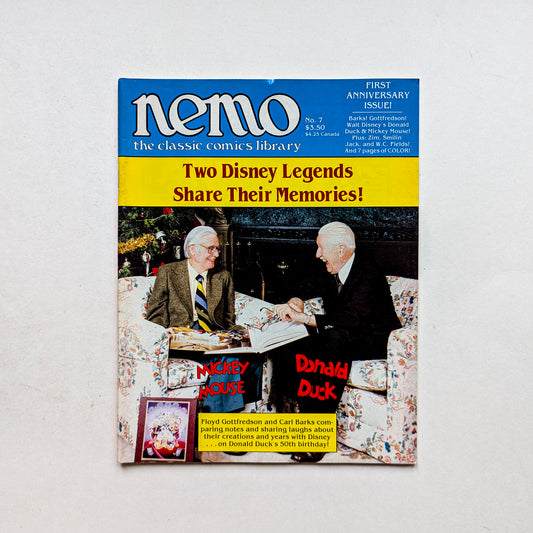 nemo
the classic comics library
No. 7
$3.50
$4.25 Canada
FIRST
ANNIVERSARY
ISSUE!
Barks! Gottfredson!
Walt Disney's Donald
Duck & Mickey Mouse!
Plus: Zim, Smilin'
Jack, and W.C. Fields!
And 7 pages of COLOR!
Two Disney Legends
Share Their Memories!
MICKEY
MOUSE
Donald
Duck
Floyd Gottfredson and Carl Barks com-
paring notes and sharing laughs about
their creations and years with Disney
. . . on Donald Duck's 50th birthday!